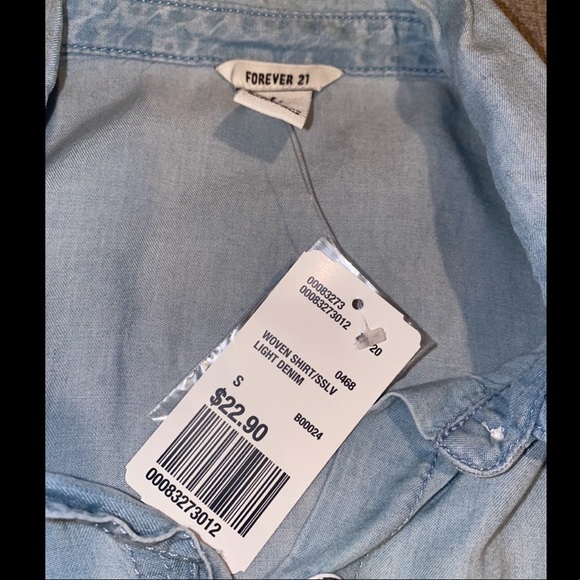 FOREVER 21
00083273
00083273012 20
WOVEN SHIRT/SSLV 0468
LIGHT DENIM
S B00024
$22.90
00083273012